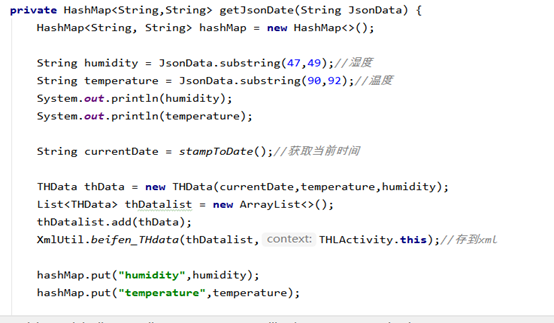 private HashMap<String,String> getJsonDate(String JsonData) {
HashMap<String, String> hashMap = new HashMap<>();
String humidity = JsonData.substring(47,49);//湿度
String temperature = JsonData.substring(90,92);//温度
System.out.println(humidity);
System.out.println(temperature);
String currentDate = stampToDate();//获取当前时间
THData thData = new THData(currentDate,temperature,humidity);
List<THData> thDatalist = new ArrayList<>();
thDatalist.add(thData);
XmlUtil.beifen_THdata(thDatalist, context: THLActivity.this);//存到xml
hashMap.put("humidity",humidity);
hashMap.put("temperature",temperature);